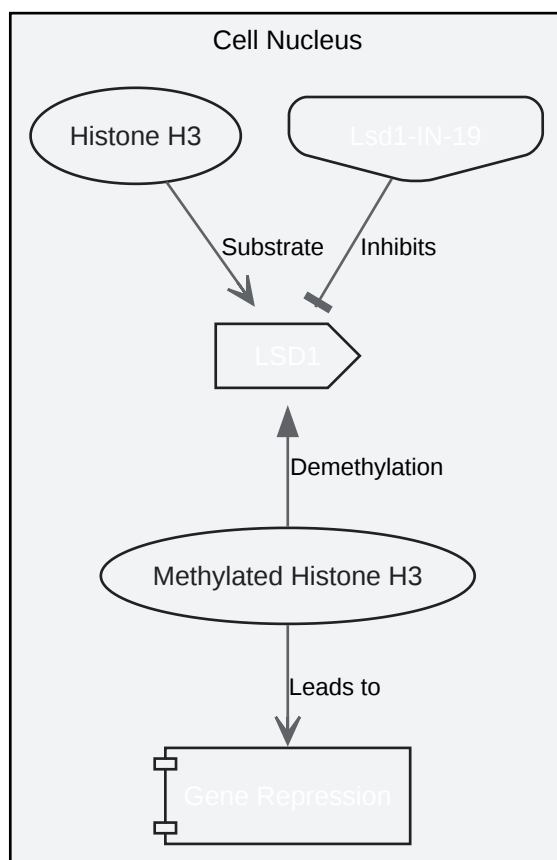 Cell Nucleus
Histone H3
Lsd1-IN-19
Substrate
Inhibits
LSD1
Demethylation
Methylated Histone H3
Leads to
Gene Repression